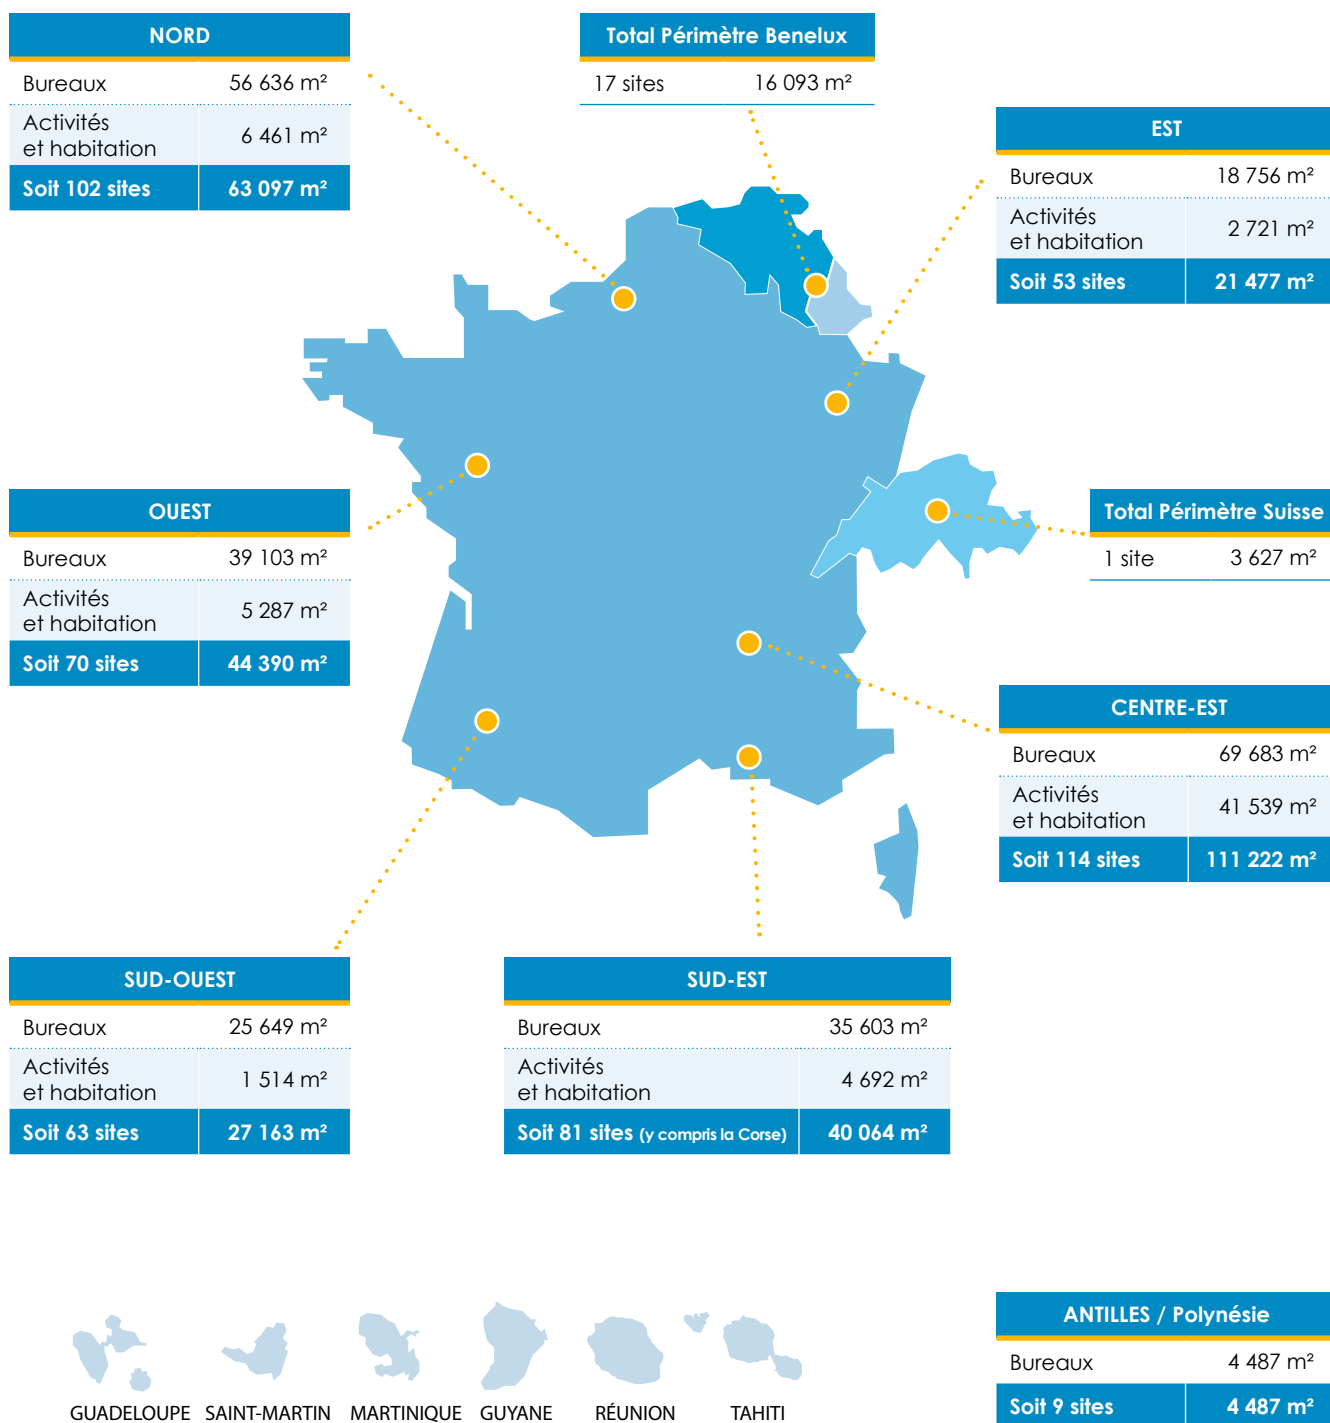 NORD
Bureaux 56 636 m²
Activités
et habitation 6 461 m²
Soit 102 sites 63 097 m²
Total Périmètre Benelux
17 sites 16 093 m²
EST
Bureaux 18 756 m²
Activités
et habitation 2 721 m²
Soit 53 sites 21 477 m²
OUEST
Bureaux 39 103 m²
Activités
et habitation 5 287 m²
Soit 70 sites 44 390 m²
Total Périmètre Suisse
1 site 3 627 m²
CENTRE-EST
Bureaux 69 683 m²
Activités
et habitation 41 539 m²
Soit 114 sites 111 222 m²
SUD-OUEST
Bureaux 25 649 m²
Activités
et habitation 1 514 m²
Soit 63 sites 27 163 m²
SUD-EST
Bureaux 35 603 m²
Activités
et habitation 4 692 m²
Soit 81 sites (y compris la Corse) 40 064 m²
ANTILLES / Polynésie
Bureaux 4 487 m²
Soit 9 sites 4 487 m²
GUADELOUPE SAINT-MARTIN MARTINIQUE GUYANE RÉUNION TAHITI